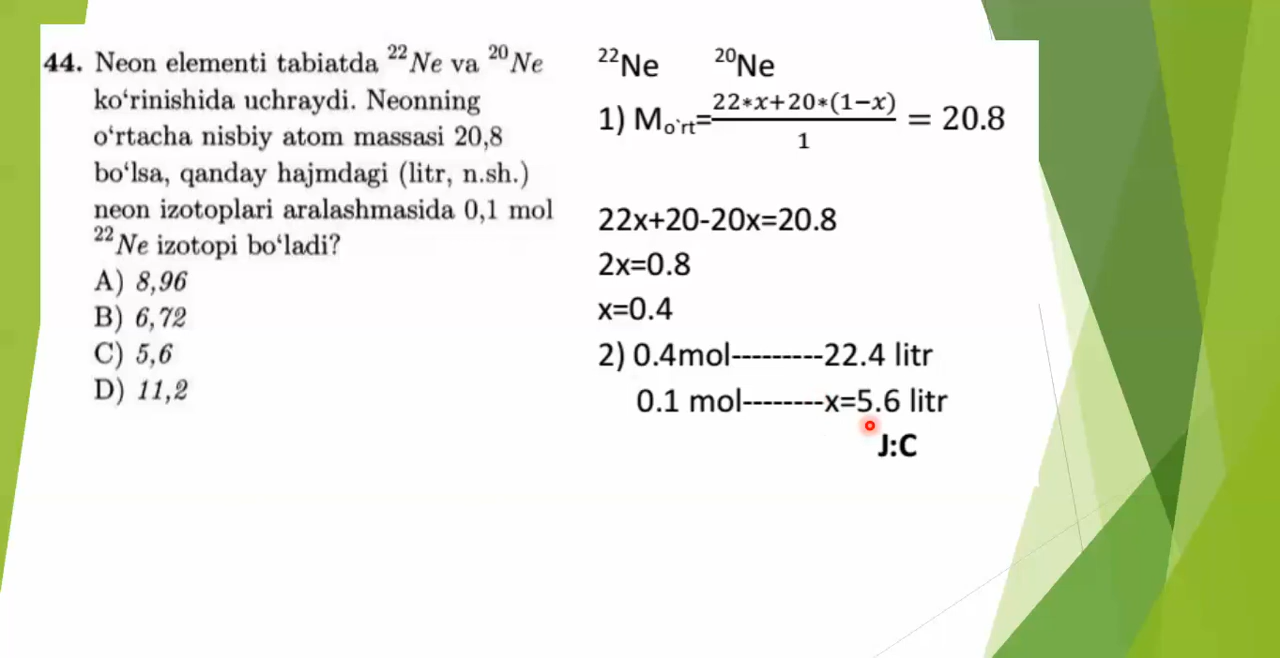 44. Neon elementi tabiatda ²²Ne va ²⁰Ne
ko‘rinishida uchraydi. Neonning
o‘rtacha nisbiy atom massasi 20,8
bo‘lsa, qanday hajmdagi (litr, n.sh.)
neon izotoplari aralashmasida 0,1 mol
²²Ne izotopi bo‘ladi?
A) 8,96
B) 6,72
C) 5,6
D) 11,2
²²Ne ²⁰Ne
1) Mo`rt=22*x+20*(1−x)/1 = 20.8
22x+20-20x=20.8
2x=0.8
x=0.4
2) 0.4mol---------22.4 litr
0.1 mol--------x=5.6 litr
J:C